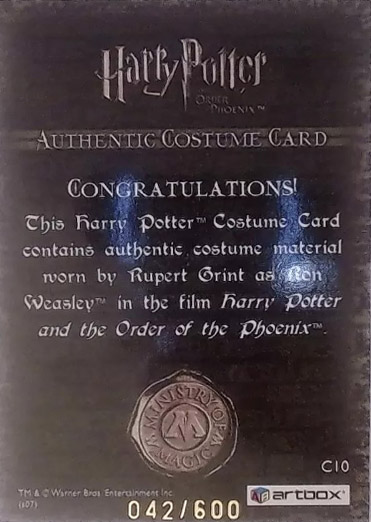 Harry Potter
ORDER
PHOENIX™
AUTHENTIC COSTUME CARD
CONGRATULATIONS!
This Harry Potter™ Costume Card
contains authentic costume material
worn by Rupert Grint as Ron
Weasley™ in the film Harry Potter
and the Order of the Phoenix™.
MINISTRY OF
MAGIC
M
C10
TM & © Warner Bros. Entertainment Inc.
(s07)
artbox®
042/600